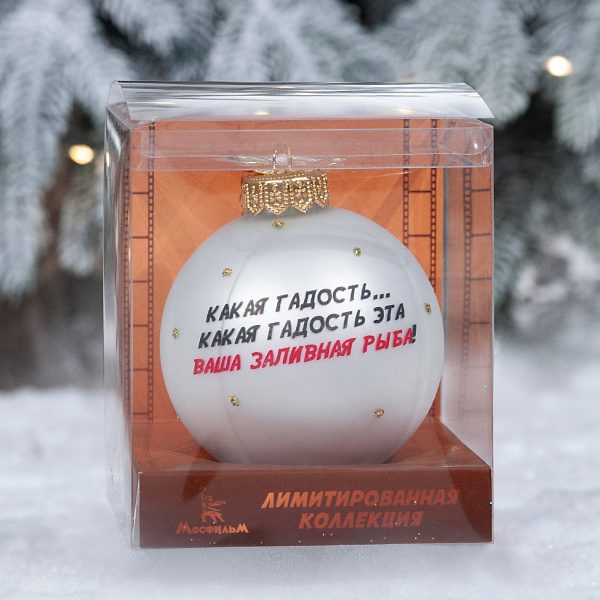 КАКАЯ ГАДОСТЬ...
КАКАЯ ГАДОСТЬ ЭТА
ВАША ЗАЛИВНАЯ РЫБА!
МОСФИЛЬМ
ЛИМИТИРОВАННАЯ
КОЛЛЕКЦИЯ